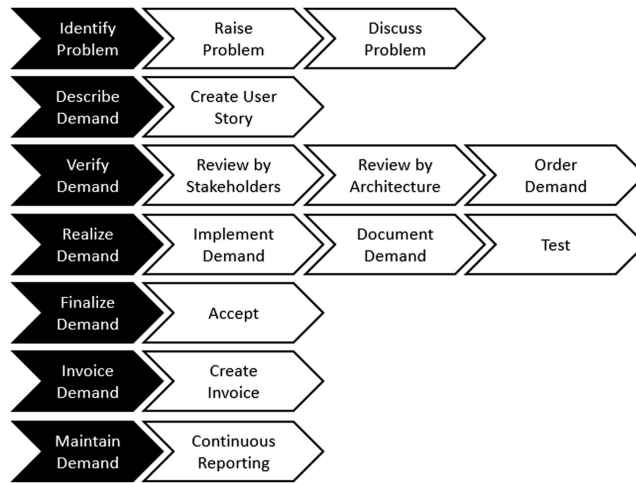 Identify
Problem
Raise
Problem
Discuss
Problem
Describe
Demand
Create User
Story
Verify
Demand
Review by
Stakeholders
Review by
Architecture
Order
Demand
Realize
Demand
Implement
Demand
Document
Demand
Test
Finalize
Demand
Accept
Invoice
Demand
Create
Invoice
Maintain
Demand
Continuous
Reporting